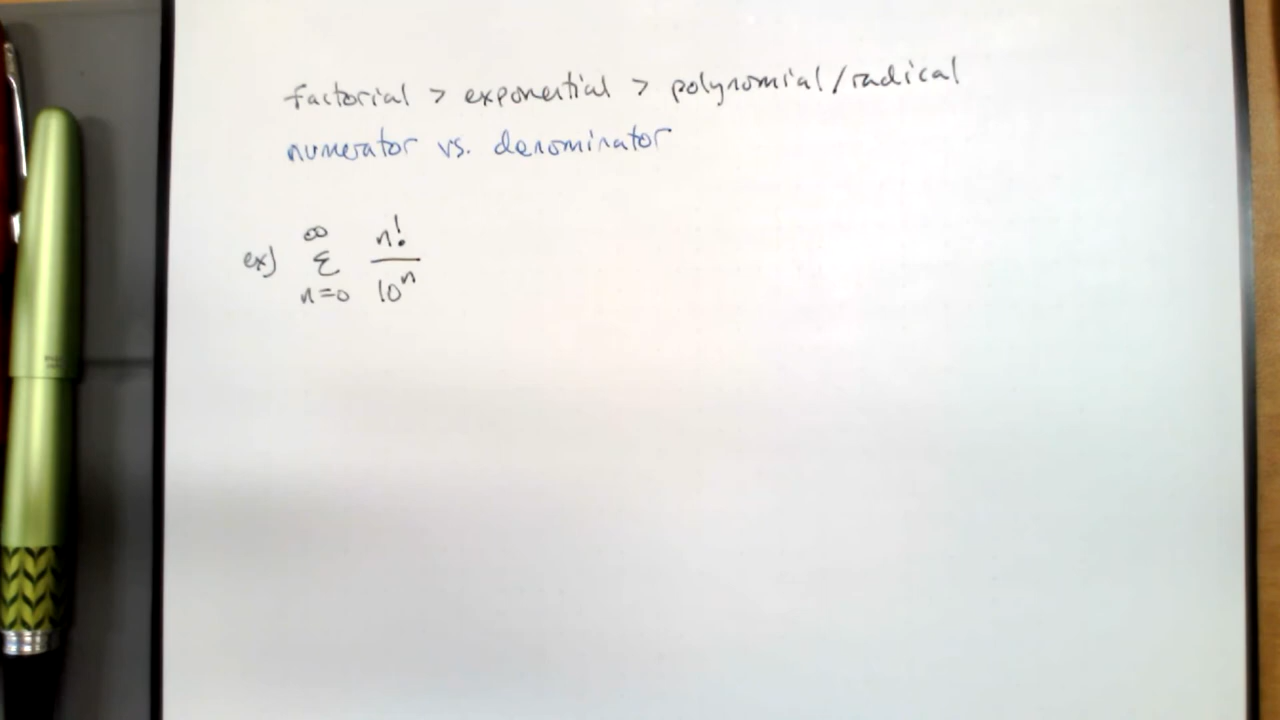 factorial > exponential > polynomial/radical
numerator vs. denominator
ex) ∞ Σ n=0 n!/10^n